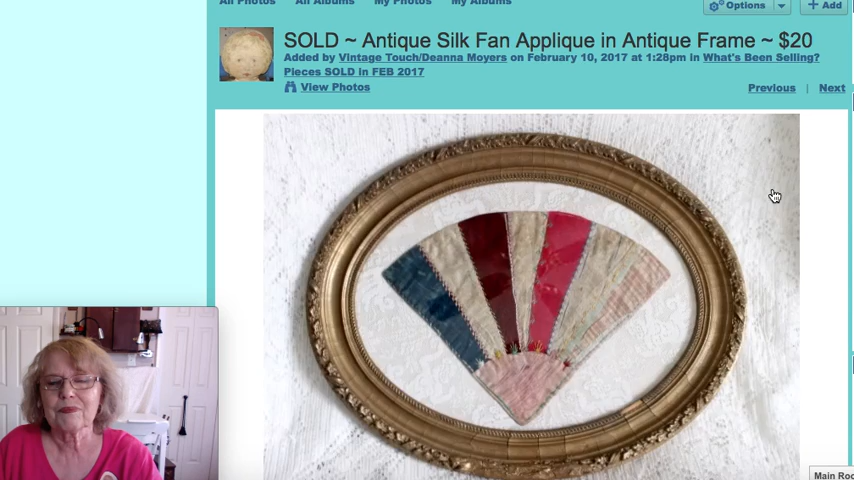 All Photos All Albums My Photos My Albums
Options Add
SOLD ~ Antique Silk Fan Applique in Antique Frame ~ $20
Added by Vintage Touch/Deanna Moyers on February 10, 2017 at 1:28pm in What's Been Selling?
Pieces SOLD in FEB 2017
View Photos
Previous | Next